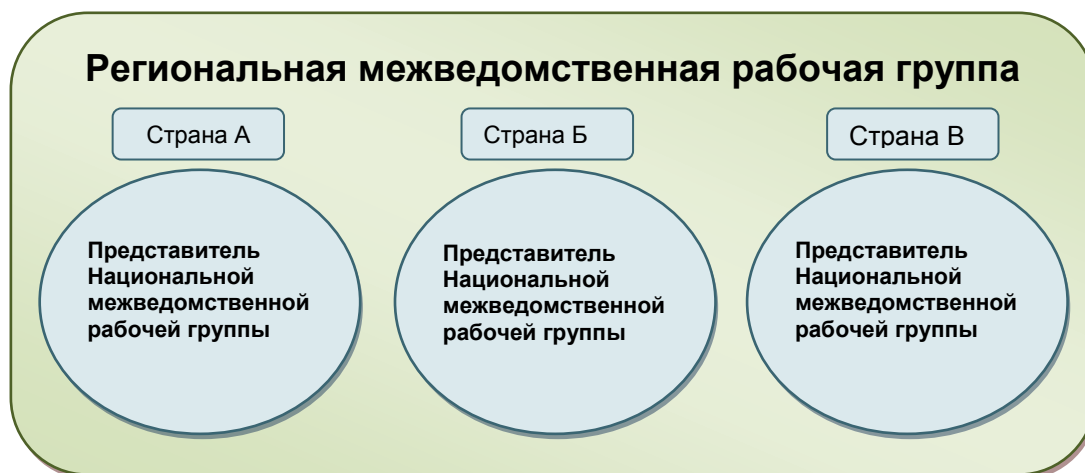 Региональная межведомственная рабочая группа
Страна А
Страна Б
Страна В
Представитель
Национальной
межведомственной
рабочей группы
Представитель
Национальной
межведомственной
рабочей группы
Представитель
Национальной
межведомственной
рабочей группы